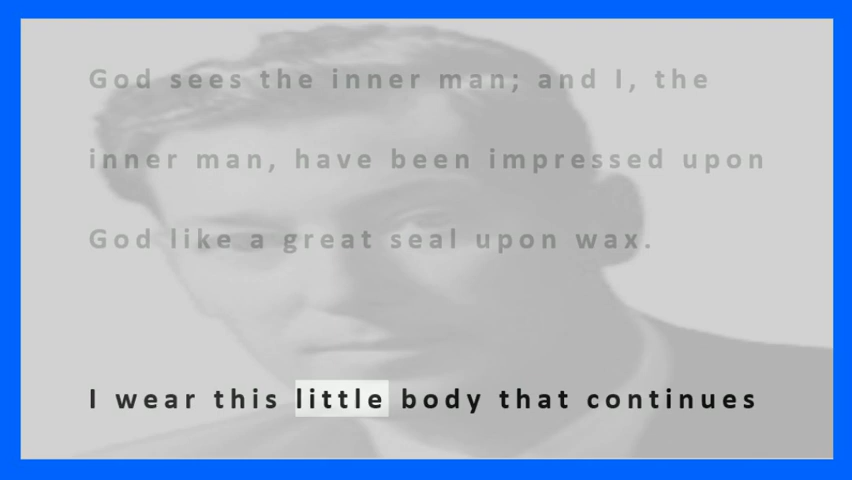 God sees the inner man; and I, the
inner man, have been impressed upon
God like a great seal upon wax.
I wear this little body that continues